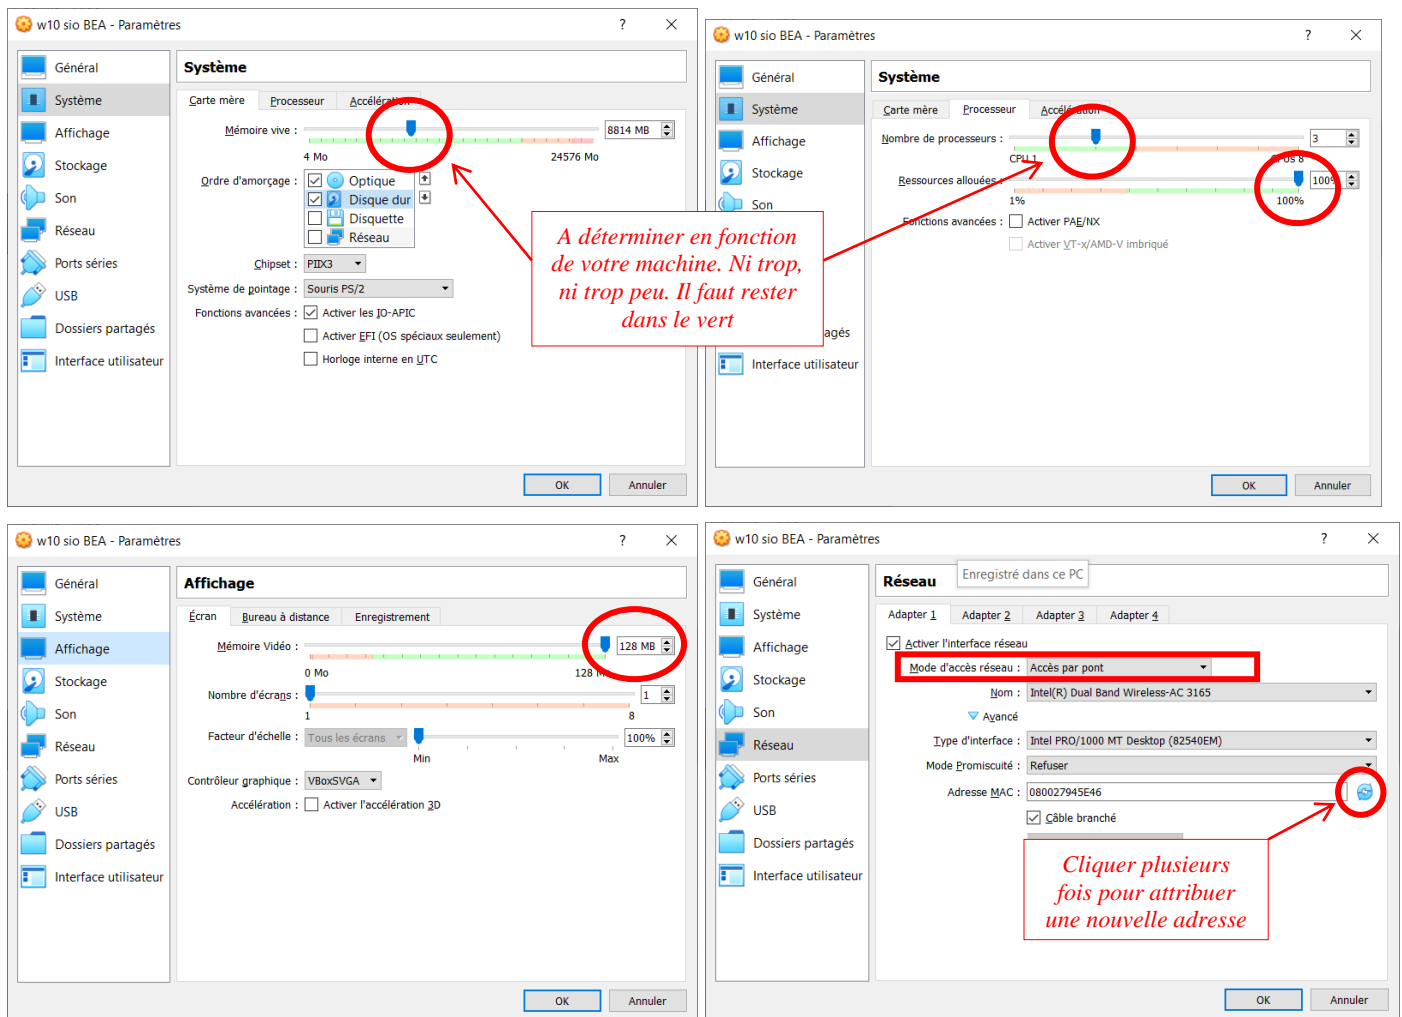 w10 sio BEA - Paramètres
?
Général
Système
Affichage
Stockage
Son
Réseau
Ports séries
USB
Dossiers partagés
Interface utilisateur
Système
Carte mère Processeur Accélération
Mémoire vive : 8814 MB
4 Mo 24576 Mo
Ordre d'amorçage : Optique
Disque dur
Disquette
Réseau
Chipset : PIIX3
Système de pointage : Souris PS/2
Fonctions avancées : Activer les IO-APIC
Activer EFI (OS spéciaux seulement)
Horloge interne en UTC
OK Annuler
w10 sio BEA - Paramètres
?
Général
Système
Affichage
Stockage
Son
agés
Interface utilisateur
Système
Carte mère Processeur Accélération
Nombre de processeurs : 3
CPU 1 CPUs 8
Ressources allouées : 100%
1% 100%
Fonctions avancées : Activer PAE/NX
Activer VT-x/AMD-V imbriqué
OK Annuler
A déterminer en fonction
de votre machine. Ni trop,
ni trop peu. Il faut rester
dans le vert
w10 sio BEA - Paramètres
?
Général
Système
Affichage
Stockage
Son
Réseau
Ports séries
USB
Dossiers partagés
Interface utilisateur
Affichage
Écran Bureau à distance Enregistrement
Mémoire Vidéo : 128 MB
0 Mo 128 Mo
Nombre d'écrans : 1
1 8
Facteur d'échelle : Tous les écrans 100%
Min Max
Contrôleur graphique : VBoxSVGA
Accélération : Activer l'accélération 3D
OK Annuler
w10 sio BEA - Paramètres
?
Général
Système
Affichage
Stockage
Son
Réseau
Ports séries
USB
Dossiers partagés
Interface utilisateur
Réseau
Enregistré dans ce PC
Adapter 1 Adapter 2 Adapter 3 Adapter 4
Activer l'interface réseau
Mode d'accès réseau : Accès par pont
Nom : Intel(R) Dual Band Wireless-AC 3165
Avancé
Type d'interface : Intel PRO/1000 MT Desktop (82540EM)
Mode Promiscuité : Refuser
Adresse MAC : 080027945E46
Câble branché
Cliquer plusieurs
fois pour attribuer
une nouvelle adresse
OK Annuler